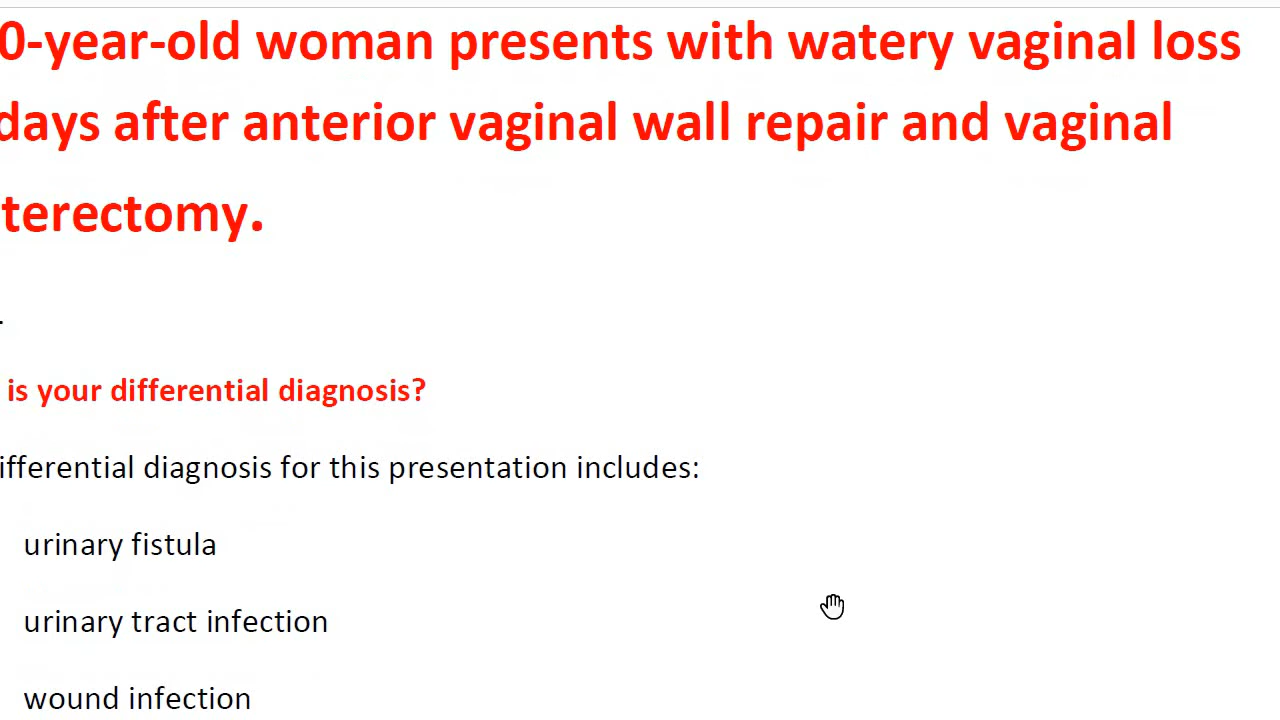 0-year-old woman presents with watery vaginal loss
days after anterior vaginal wall repair and vaginal
terectomy.
.
is your differential diagnosis?
ifferential diagnosis for this presentation includes:
urinary fistula
urinary tract infection
wound infection